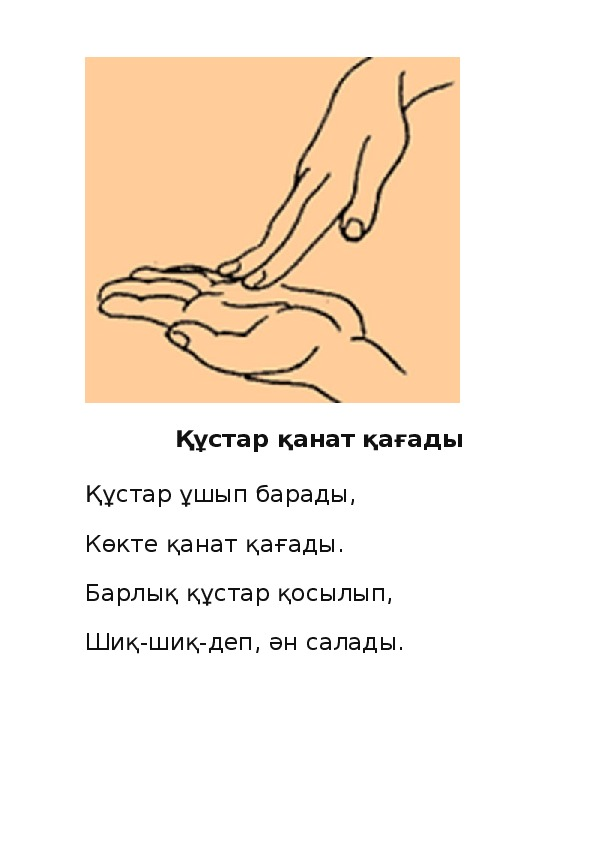 Құстар қанат қағады
Құстар ұшып барады,
Көкте қанат қағады.
Барлық құстар қосылып,
Шиқ-шиқ-деп, ән салады.